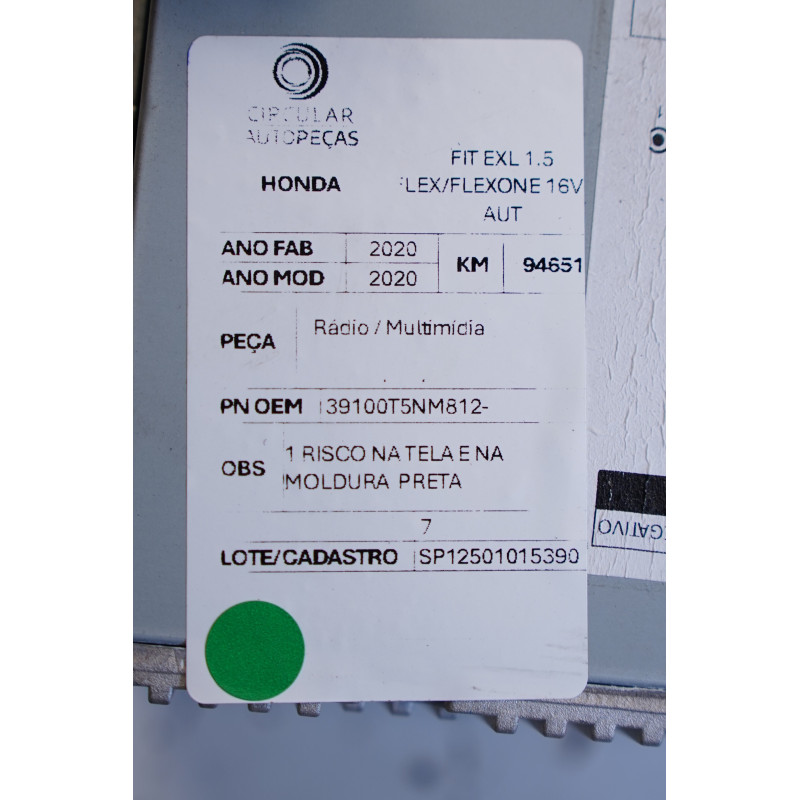 CIRCULAR
AUTOPEÇAS
HONDA
FIT EXL 1.5
FLEX/FLEXONE 16V
AUT
ANO FAB 2020
ANO MOD 2020
KM 94651
PEÇA Rádio / Multimídia
PN OEM 39100T5NM812-
OBS 1 RISCO NA TELA E NA
MOLDURA PRETA
7
LOTE/CADASTRO SP12501015390
EGATIVO